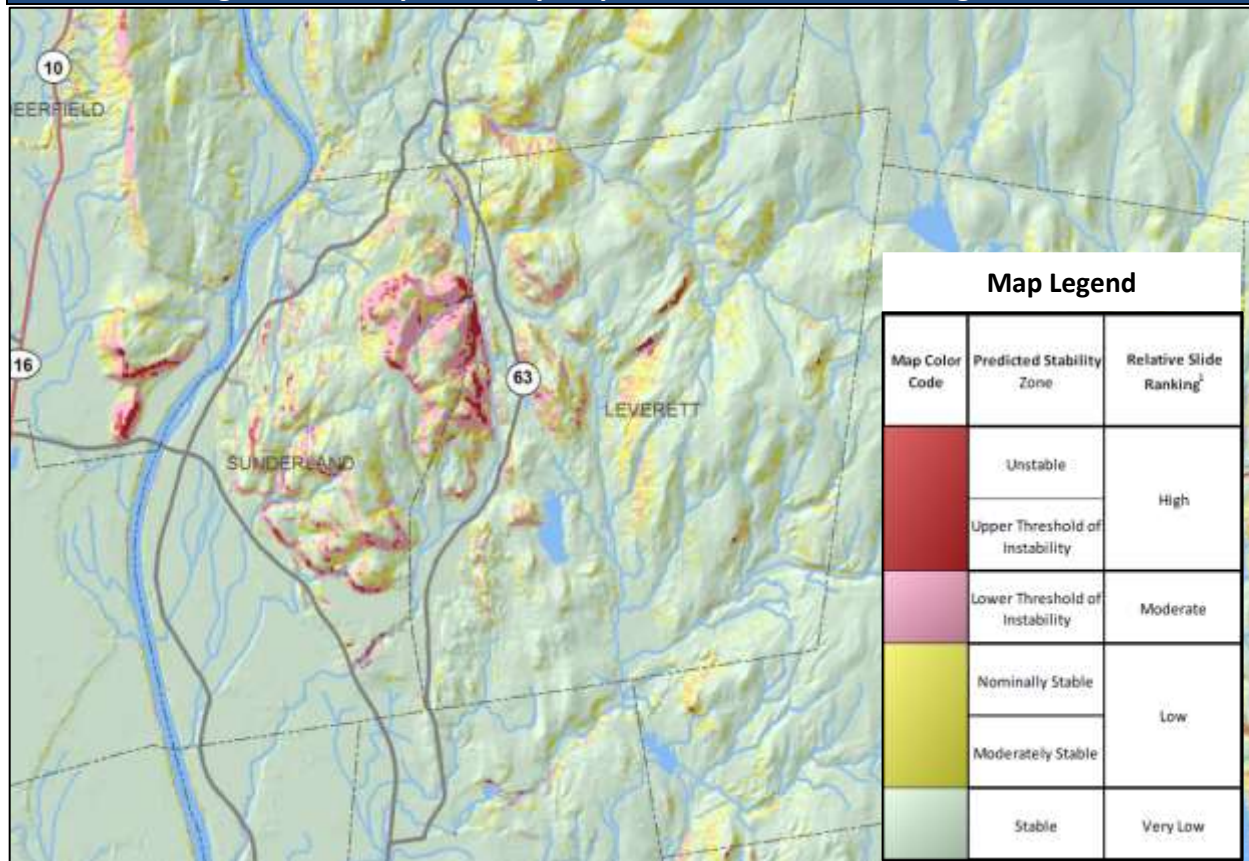 10
EERFIELD
16
63
LEVERETT
SUNDERLAND
Map Legend
Map Color Code
Predicted Stability Zone
Relative Slide Ranking¹
Unstable
Upper Threshold of Instability
High
Lower Threshold of Instability
Moderate
Nominally Stable
Moderately Stable
Low
Stable
Very Low